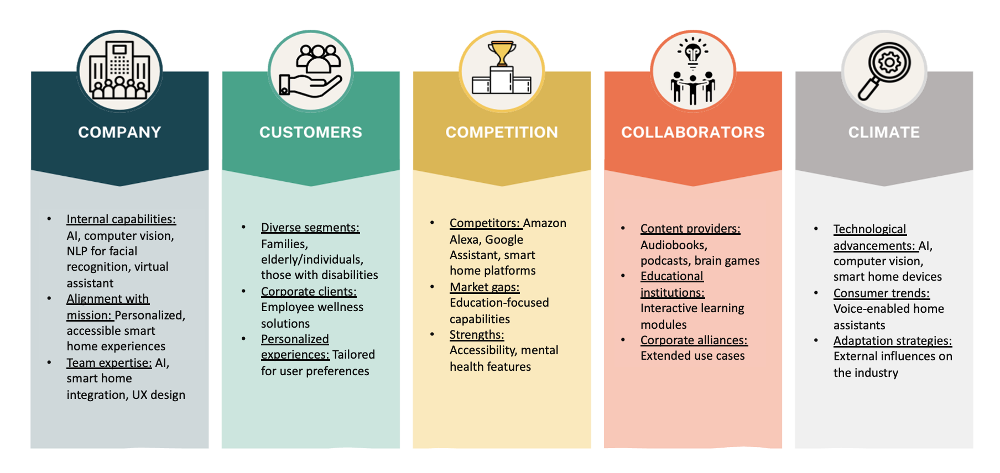 COMPANY
• Internal capabilities:
AI, computer vision,
NLP for facial
recognition, virtual
assistant
• Alignment with
mission: Personalized,
accessible smart
home experiences
• Team expertise: AI,
smart home
integration, UX design
CUSTOMERS
• Diverse segments:
Families,
elderly/individuals,
those with disabilities
• Corporate clients:
Employee wellness
solutions
• Personalized
experiences: Tailored
for user preferences
COMPETITION
• Competitors: Amazon
Alexa, Google
Assistant, smart
home platforms
• Market gaps:
Education-focused
capabilities
• Strengths:
Accessibility, mental
health features
COLLABORATORS
• Content providers:
Audiobooks,
podcasts, brain games
• Educational
institutions:
Interactive learning
modules
• Corporate alliances:
Extended use cases
CLIMATE
• Technological
advancements: AI,
computer vision,
smart home devices
• Consumer trends:
Voice-enabled home
assistants
• Adaptation strategies:
External influences on
the industry